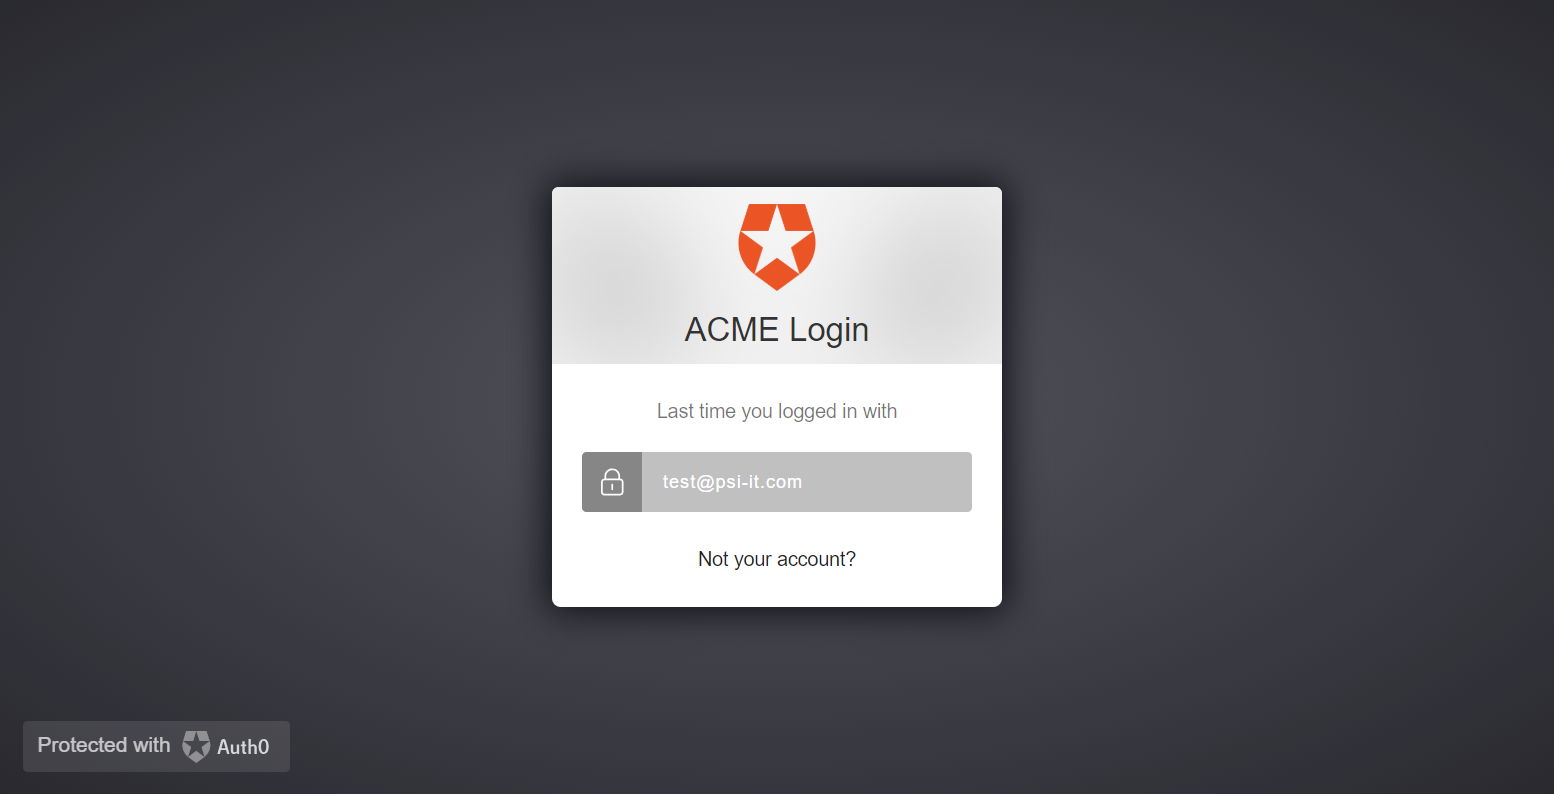 ACME Login
Last time you logged in with
test@psi-it.com
Not your account?
Protected with Auth0